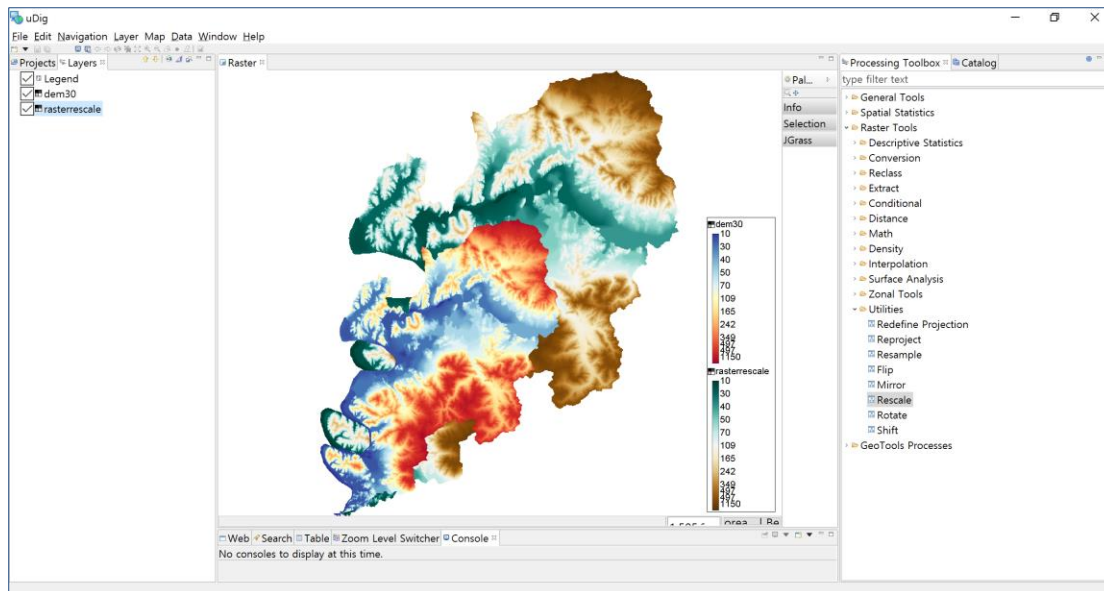 uDig
File Edit Navigation Layer Map Data Window Help
Projects Layers
Legend
dem30
rasterrescale
Raster
Pal...
Info
Selection
JGrass
dem30
10
30
40
50
70
109
165
242
349
497
1150
rasterrescale
10
30
40
50
70
109
165
242
349
497
1150
Web Search Table Zoom Level Switcher Console
No consoles to display at this time.
Processing Toolbox Catalog
type filter text
General Tools
Spatial Statistics
Raster Tools
Descriptive Statistics
Conversion
Reclass
Extract
Conditional
Distance
Math
Density
Interpolation
Surface Analysis
Zonal Tools
Utilities
Redefine Projection
Reproject
Resample
Flip
Mirror
Rescale
Rotate
Shift
GeoTools Processes